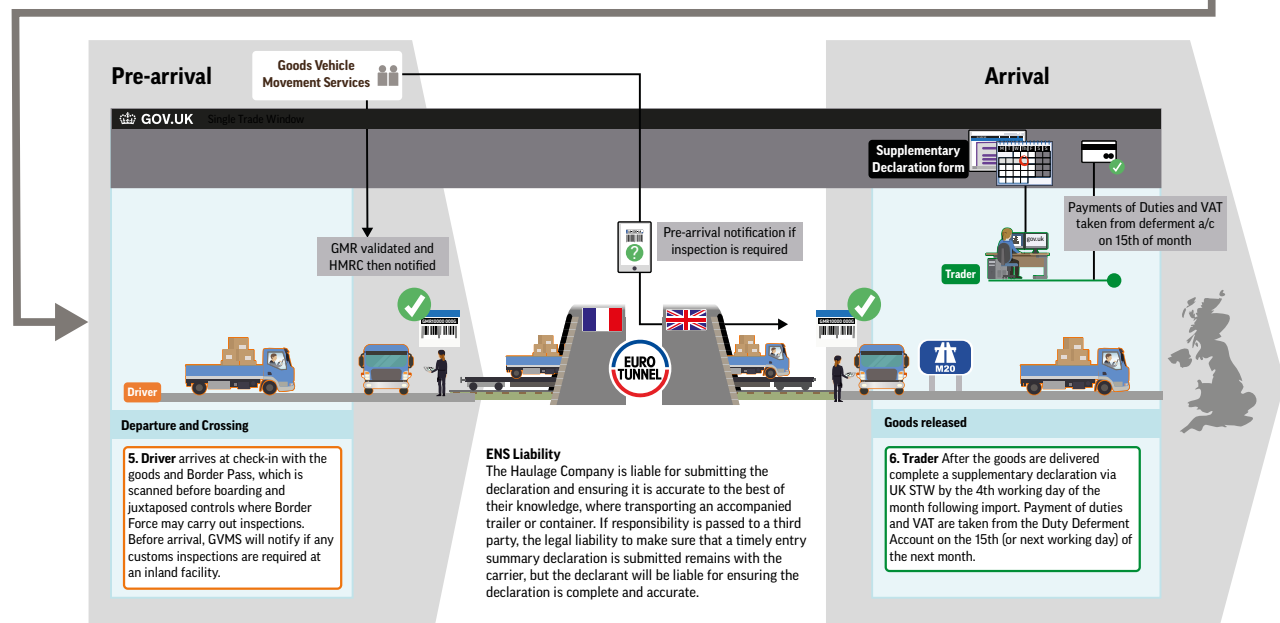 Pre-arrival
Goods Vehicle
Movement Services
Arrival
GOV.UK Single Trade Window
Supplementary
Declaration form
Payments of Duties and VAT
taken from deferment a/c
on 15th of month
GMR validated and
HMRC then notified
Pre-arrival notification if
inspection is required
?
gov.uk
Trader
EURO
TUNNEL
M20
Driver
Departure and Crossing
5. Driver arrives at check-in with the
goods and Border Pass, which is
scanned before boarding and
juxtaposed controls where Border
Force may carry out inspections.
Before arrival, GVMS will notify if any
customs inspections are required at
an inland facility.
ENS Liability
The Haulage Company is liable for submitting the
declaration and ensuring it is accurate to the best of
their knowledge, where transporting an accompanied
trailer or container. If responsibility is passed to a third
party, the legal liability to make sure that a timely entry
summary declaration is submitted remains with the
carrier, but the declarant will be liable for ensuring the
declaration is complete and accurate.
Goods released
6. Trader After the goods are delivered
complete a supplementary declaration via
UK STW by the 4th working day of the
month following import. Payment of duties
and VAT are taken from the Duty Deferment
Account on the 15th (or next working day) of
the next month.